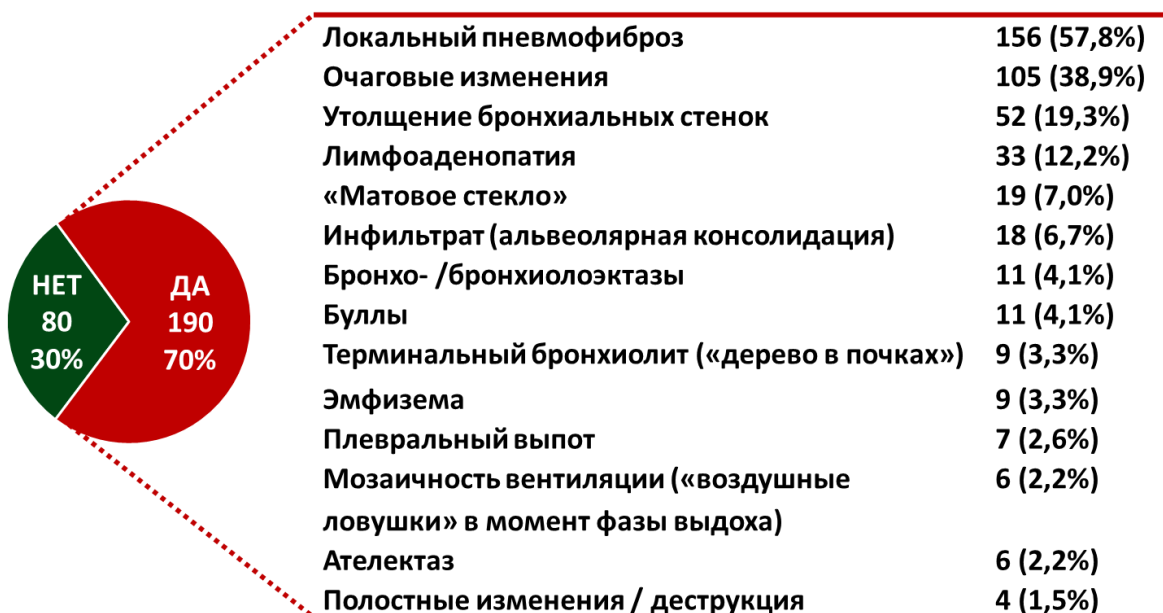 Локальный пневмофиброз 156 (57,8%)
Очаговые изменения 105 (38,9%)
Утолщение бронхиальных стенок 52 (19,3%)
Лимфоаденопатия 33 (12,2%)
«Матовое стекло» 19 (7,0%)
Инфильтрат (альвеолярная консолидация) 18 (6,7%)
Бронхо- /бронхиолоэктазы 11 (4,1%)
Буллы 11 (4,1%)
Терминальный бронхиолит («дерево в почках») 9 (3,3%)
Эмфизема 9 (3,3%)
Плевральный выпот 7 (2,6%)
Мозаичность вентиляции («воздушные 6 (2,2%)
ловушки» в момент фазы выдоха)
Ателектаз 6 (2,2%)
Полостные изменения / деструкция 4 (1,5%)
НЕТ
80
30%
ДА
190
70%